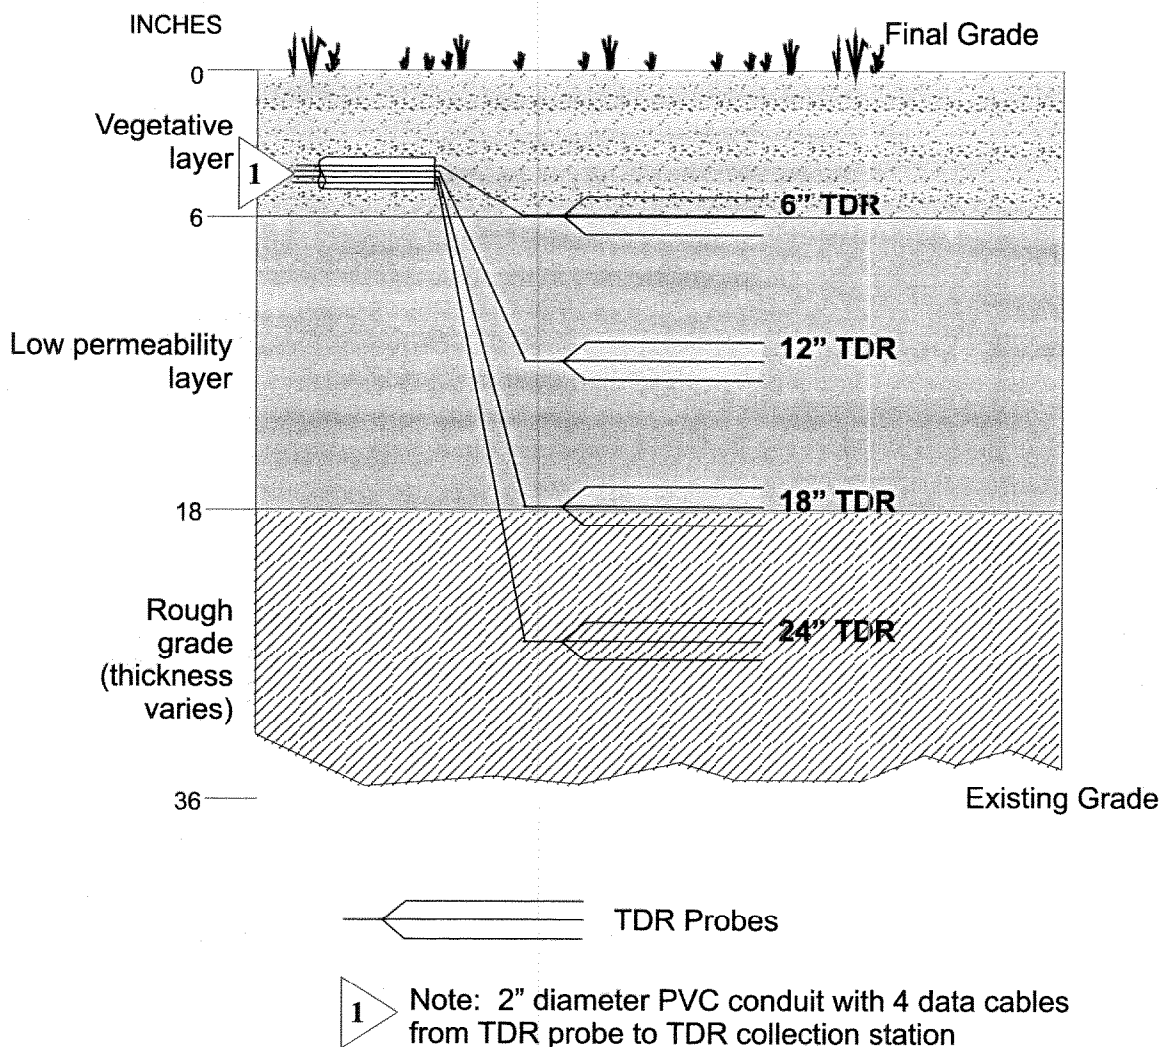 INCHES
Final Grade
0
Vegetative
layer
1
6" TDR
6
Low permeability
layer
12" TDR
18" TDR
18
Rough
grade
(thickness
varies)
24" TDR
36
Existing Grade
TDR Probes
1
Note: 2" diameter PVC conduit with 4 data cables
from TDR probe to TDR collection station